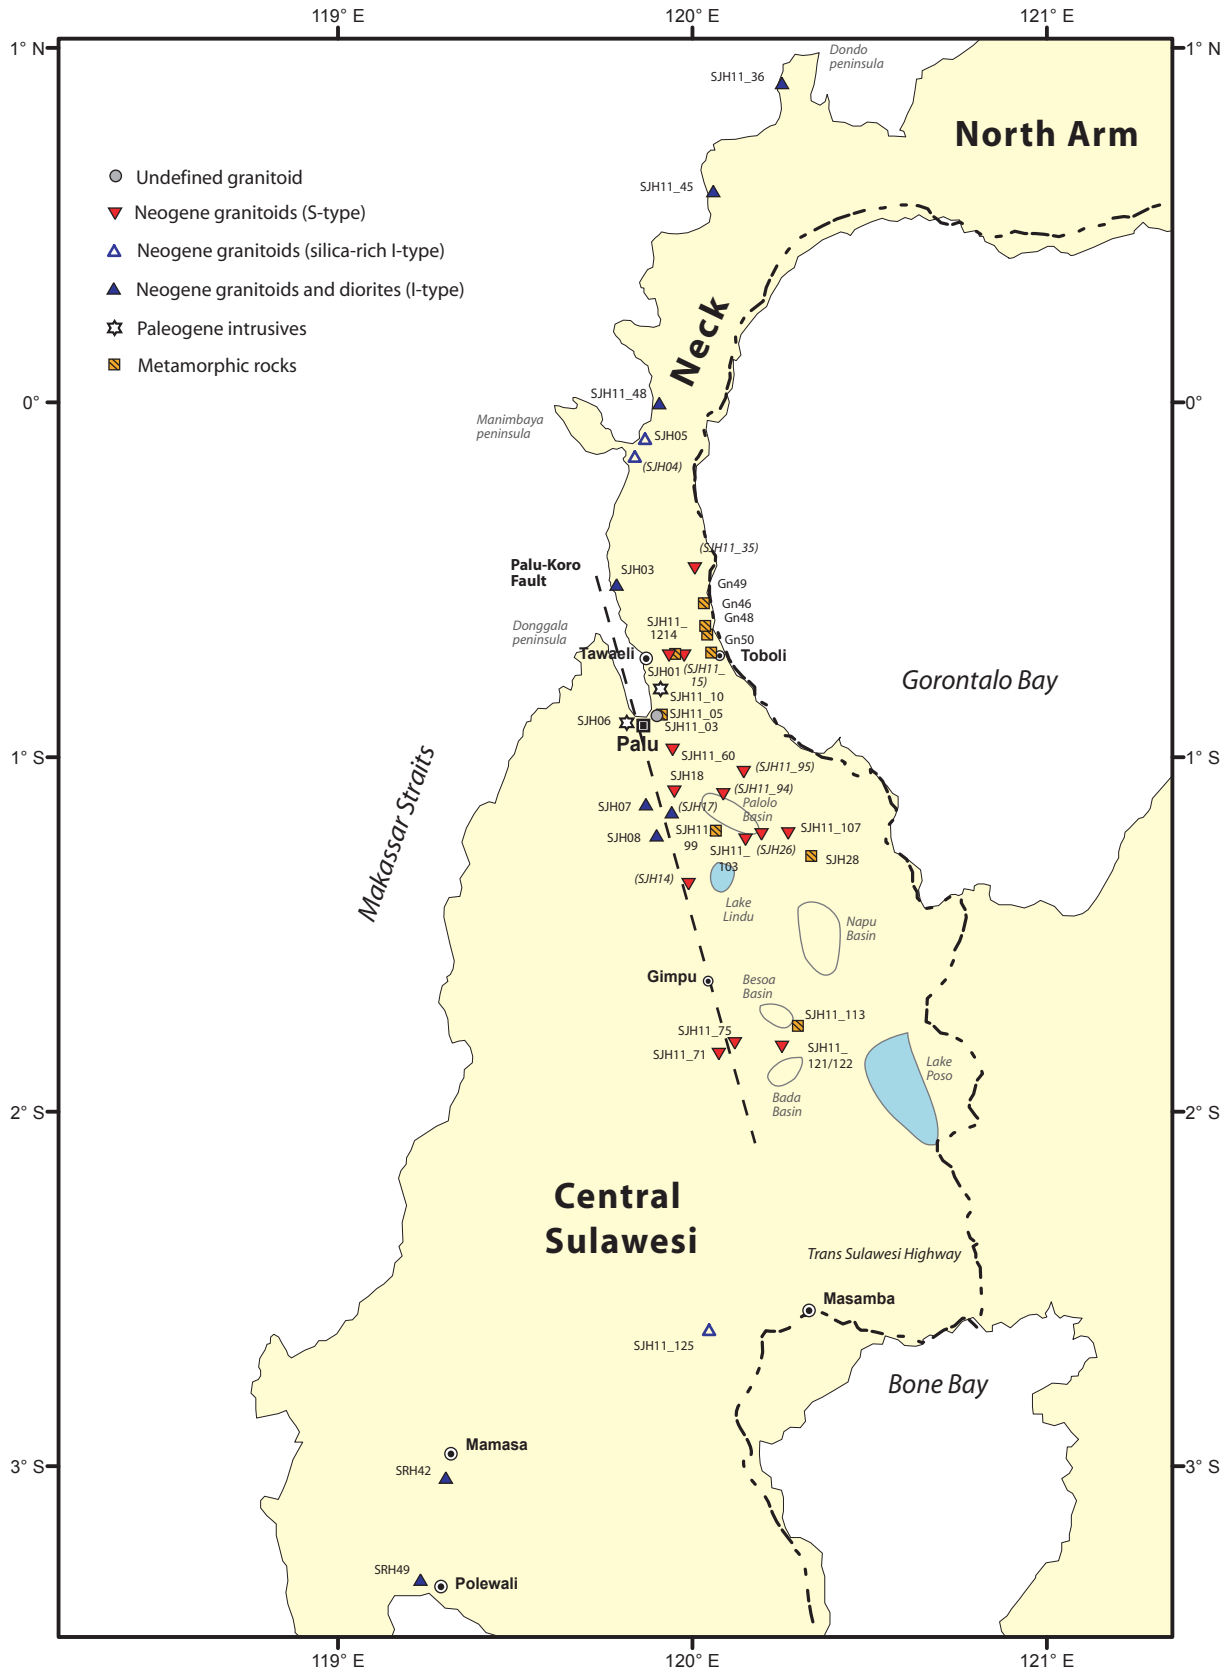 119° E
120° E
121° E
1° N
1° N
Dondo
peninsula
SJH11_36
North Arm
Undefined granitoid
SJH11_45
Neogene granitoids (S-type)
Neogene granitoids (silica-rich I-type)
Neogene granitoids and diorites (I-type)
Paleogene intrusives
Neck
Metamorphic rocks
SJH11_48
0°
0°
Manimbaya
peninsula
SJH05
(SJH04)
(SJH11_35)
Palu-Koro
Fault
SJH03
Gn49
Gn46
Gn48
Donggala
peninsula
SJH11_
1214
Gn50
Tawaeli
Toboli
SJH01
(SJH11_
15)
Gorontalo Bay
SJH11_10
SJH11_05
SJH06
SJH11_03
Palu
1° S
1° S
SJH11_60
(SJH11_95)
SJH18
(SJH11_94)
Makassar Straits
SJH07
(SJH17)
Palolo
Basin
SJH08
SJH11_
99
SJH11_107
SJH11_
103
(SJH26)
SJH28
(SJH14)
Lake
Lindu
Napu
Basin
Gimpu
Besoa
Basin
SJH11_113
SJH11_75
SJH11_71
SJH11_
121/122
Lake
Poso
Bada
Basin
2° S
2° S
Central
Sulawesi
Trans Sulawesi Highway
Masamba
SJH11_125
Bone Bay
Mamasa
3° S
3° S
SRH42
SRH49
Polewali
119° E
120° E
121° E